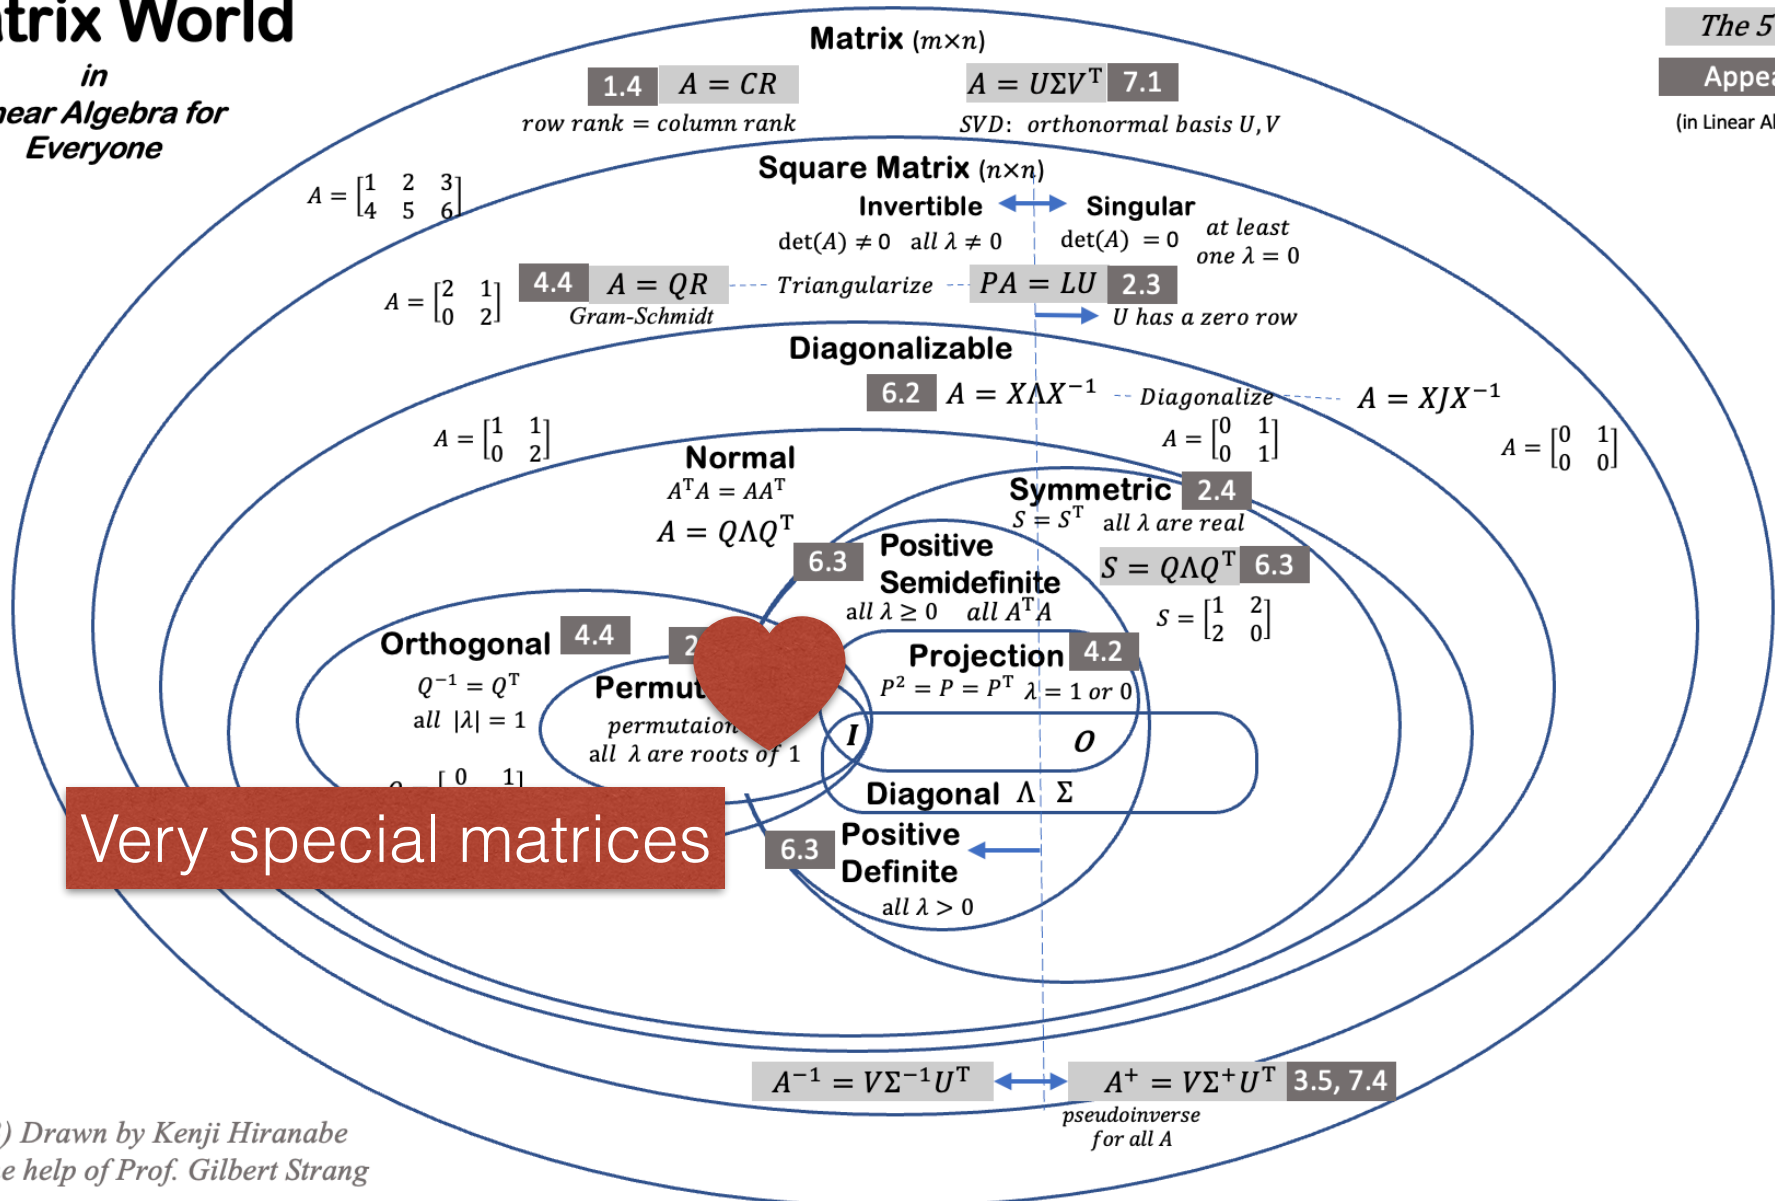 trix World
in
near Algebra for
Everyone
The 5
Appea
(in Linear Al
Matrix (m×n)
1.4 A = CR
row rank = column rank
A = UΣVᵀ 7.1
SVD: orthonormal basis U,V
A = [1 2 3
4 5 6]
Square Matrix (n×n)
Invertible
Singular
det(A) ≠ 0 all λ ≠ 0
det(A) = 0
at least
one λ = 0
A = [2 1
0 2]
4.4 A = QR
Gram-Schmidt
Triangularize
PA = LU 2.3
U has a zero row
Diagonalizable
6.2 A = XΛX⁻¹
Diagonalize
A = XJX⁻¹
A = [1 1
0 2]
A = [0 1
0 1]
A = [0 1
0 0]
Normal
AᵀA = AAᵀ
A = QΛQᵀ
Symmetric 2.4
S = Sᵀ all λ are real
S = QΛQᵀ 6.3
S = [1 2
2 0]
6.3 Positive
Semidefinite
all λ ≥ 0 all AᵀA
Orthogonal 4.4
Q⁻¹ = Qᵀ
all |λ| = 1
[ 0 1]
2
Permut
permutaion
all λ are roots of 1
Projection 4.2
P² = P = Pᵀ λ = 1 or 0
I
O
Diagonal Λ Σ
Very special matrices
6.3 Positive
Definite
all λ > 0
A⁻¹ = VΣ⁻¹Uᵀ
A⁺ = VΣ⁺Uᵀ 3.5, 7.4
pseudoinverse
for all A
) Drawn by Kenji Hiranabe
e help of Prof. Gilbert Strang